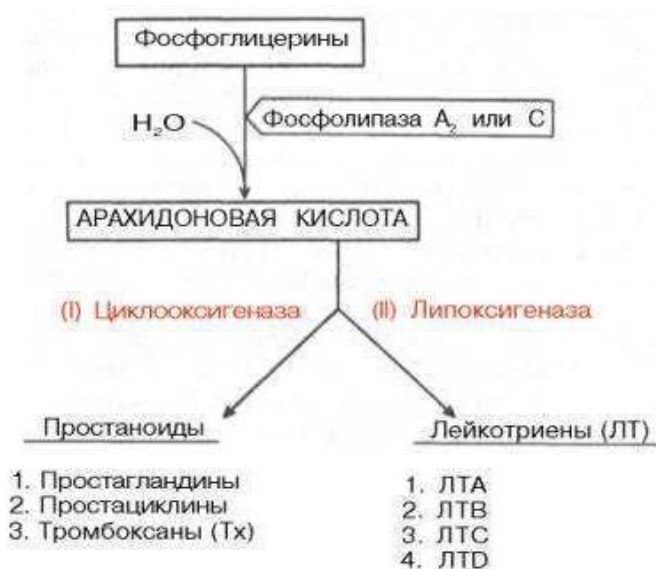 Фосфоглицерины
H₂O
Фосфолипаза A₂ или C
АРАХИДОНОВАЯ КИСЛОТА
(I) Циклооксигеназа
(II) Липоксигеназа
Простаноиды
1. Простагландины
2. Простациклины
3. Тромбоксаны (Тх)
Лейкотриены (ЛТ)
1. ЛТА
2. ЛТВ
3. ЛТС
4. ЛТD